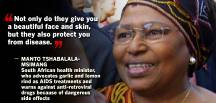 “Not only do they give you
a beautiful face and skin,
but they also protect you
from disease.”
— MANTO TSHABALALA-
MSIMANG
South African health minister,
who advocates garlic and lemon
rind as AIDS treatments and
warns against anti-retroviral
drugs because of dangerous
side effects